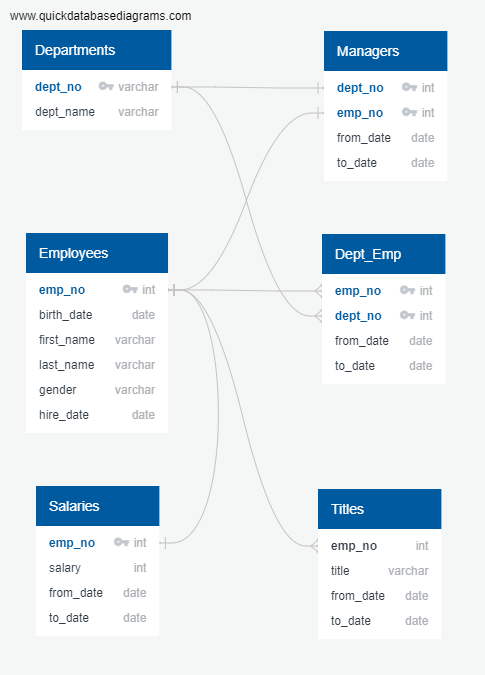 www.quickdatabasediagrams.com
Departments
dept_no varchar
dept_name varchar
Managers
dept_no int
emp_no int
from_date date
to_date date
Employees
emp_no int
birth_date date
first_name varchar
last_name varchar
gender varchar
hire_date date
Dept_Emp
emp_no int
dept_no int
from_date date
to_date date
Salaries
emp_no int
salary int
from_date date
to_date date
Titles
emp_no int
title varchar
from_date date
to_date date